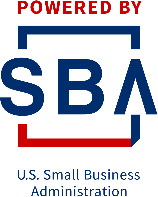 POWERED BY
SBA
U.S. Small Business
Administration